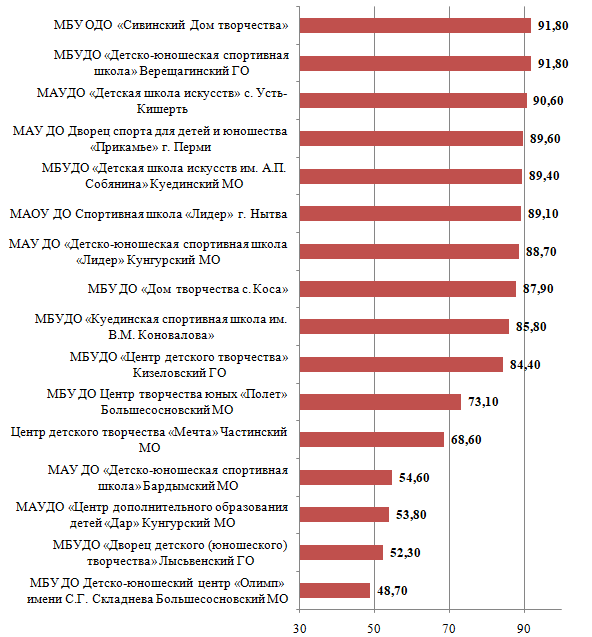 МБУ ОДО «Сивинский Дом творчества»
91,80
МБУДО «Детско-юношеская спортивная
школа» Верещагинский ГО
91,80
МАУДО «Детская школа искусств» с. Усть-
Кишерть
90,60
МАУ ДО Дворец спорта для детей и юношества
«Прикамье» г. Перми
89,60
МБУДО «Детская школа искусств им. А.П.
Собянина» Куединский МО
89,40
МАОУ ДО Спортивная школа «Лидер» г. Нытва
89,10
МАУ ДО «Детско-юношеская спортивная школа
«Лидер» Кунгурский МО
88,70
МБУ ДО «Дом творчества с. Коса»
87,90
МБУДО «Куединская спортивная школа им.
В.М. Коновалова»
85,80
МБУДО «Центр детского творчества»
Кизеловский ГО
84,40
МБУ ДО Центр творчества юных «Полет»
Большесосновский МО
73,10
Центр детского творчества «Мечта» Частинский
МО
68,60
МАУ ДО «Детско-юношеская спортивная
школа» Бардымский МО
54,60
МАУДО «Центр дополнительного образования
детей «Дар» Кунгурский МО
53,80
МБУДО «Дворец детского (юношеского)
творчества» Лысьвенский ГО
52,30
МБУ ДО Детско-юношеский центр «Олимп»
имени С.Г. Складнева Большесосновский МО
48,70
30 50 70 90